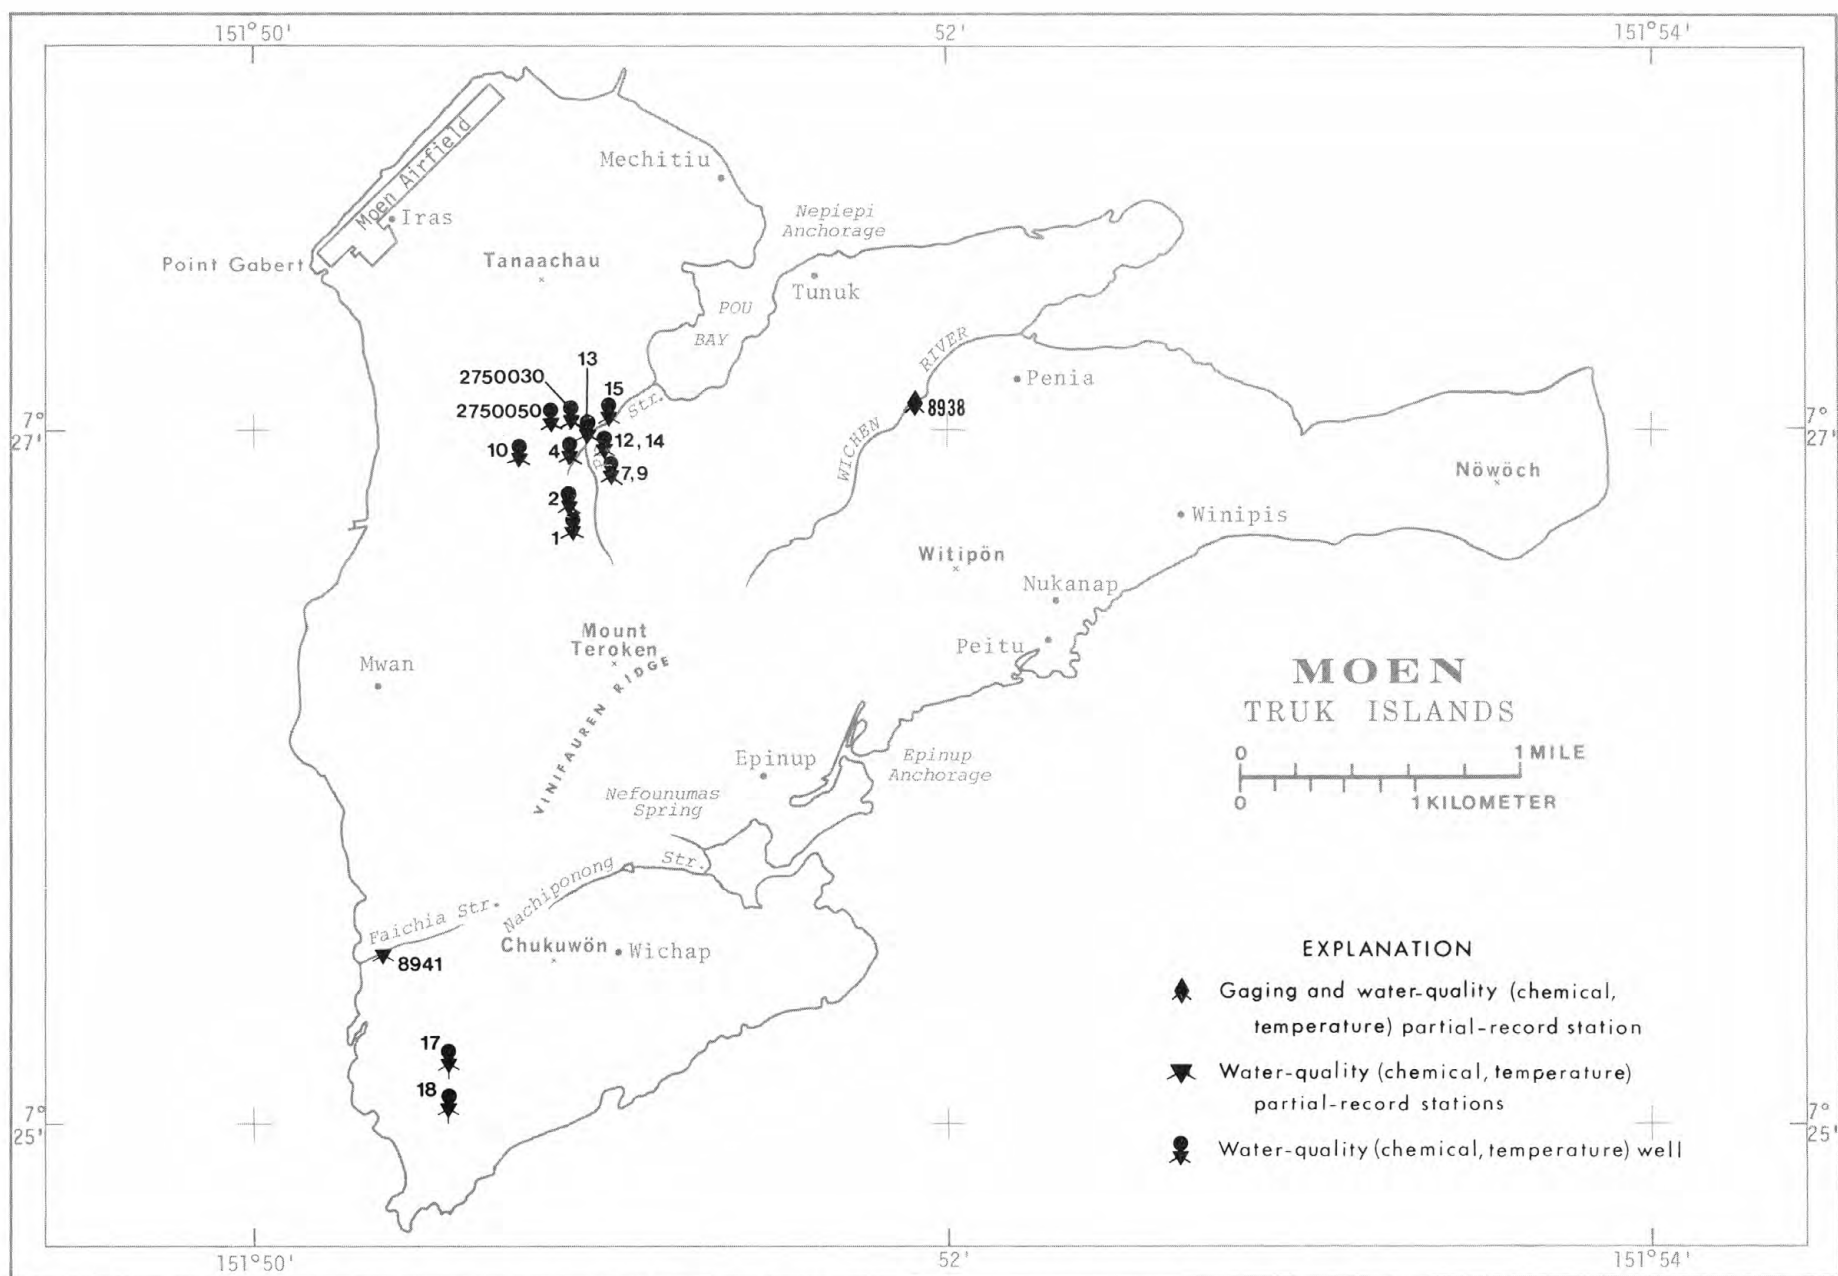 151°50'
52'
151°54'
Mechitiu
Moen Airfield
Iras
Nepiepi
Anchorage
Point Gabert
Tanaachau
Tunuk
POU
BAY
13
2750030
15
2750050
Str.
WICHEN RIVER
Penia
8938
7°
27'
7°
27'
10
4
12, 14
7,9
2
1
Nöwöch
Winipis
Witipön
Nukanap
Mount
Teroken
Peitu
Mwan
VINIFAUREN RIDGE
MOEN
TRUK ISLANDS
0 1 MILE
0 1 KILOMETER
Epinup
Epinup
Anchorage
Nefounumas
Spring
Nachiponong Str.
Faichia Str.
Chukuwön
Wichap
8941
EXPLANATION
Gaging and water-quality (chemical,
temperature) partial-record station
Water-quality (chemical, temperature)
partial-record stations
Water-quality (chemical, temperature) well
17
18
7°
25'
7°
25'
151°50'
52'
151°54'